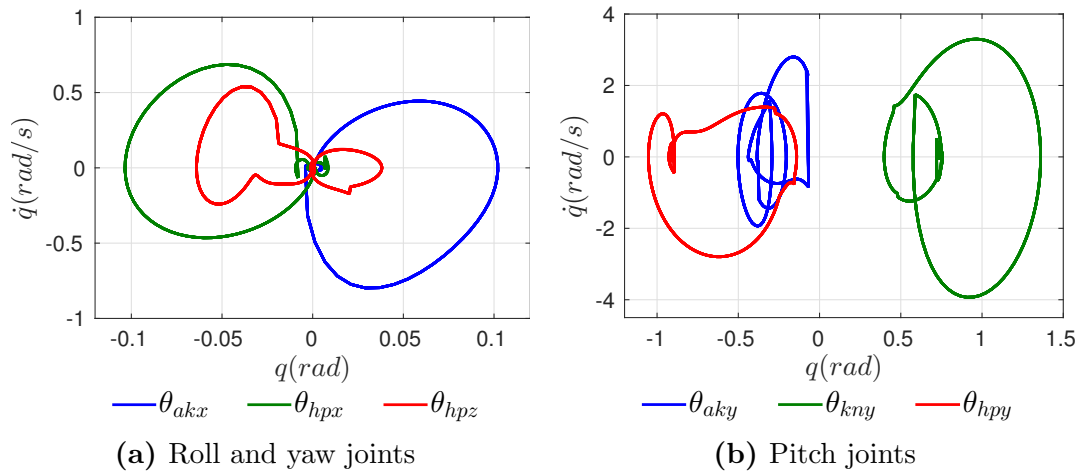 1
0.5
0
-0.5
-1
q̇(rad/s)
-0.1 -0.05 0 0.05 0.1
q(rad)
θakx θhpx θhpz
(a) Roll and yaw joints
4
2
0
-2
-4
q̇(rad/s)
-1 -0.5 0 0.5 1 1.5
q(rad)
θaky θkny θhpy
(b) Pitch joints